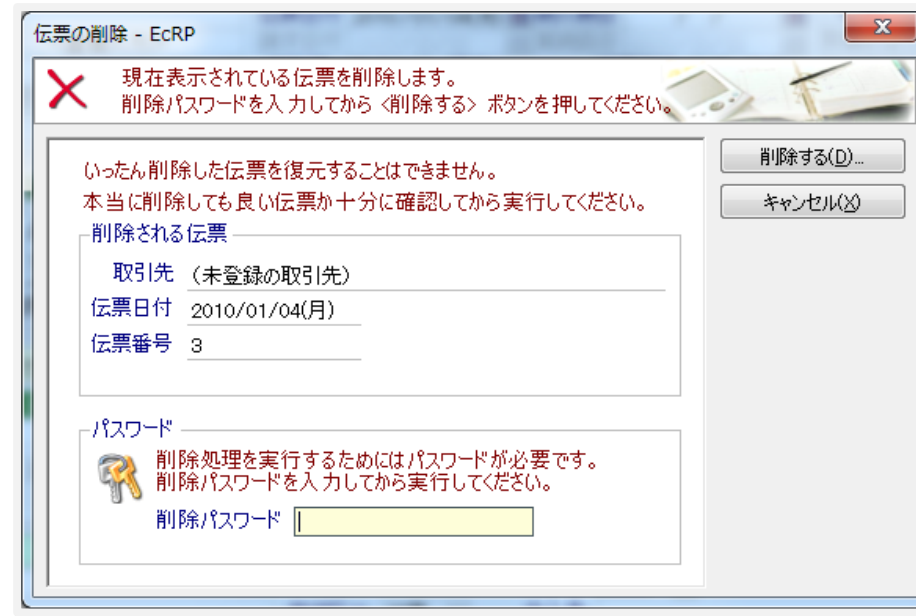 伝票の削除 - EcRP
現在表示されている伝票を削除します。
削除パスワードを入力してから〈削除する〉ボタンを押してください。
削除する(D)...
キャンセル(X)
いったん削除した伝票を復元することはできません。
本当に削除しても良い伝票か十分に確認してから実行してください。
削除される伝票
取引先 (未登録の取引先)
伝票日付 2010/01/04(月)
伝票番号 3
パスワード
削除処理を実行するためにはパスワードが必要です。
削除パスワードを入力してから実行してください。
削除パスワード